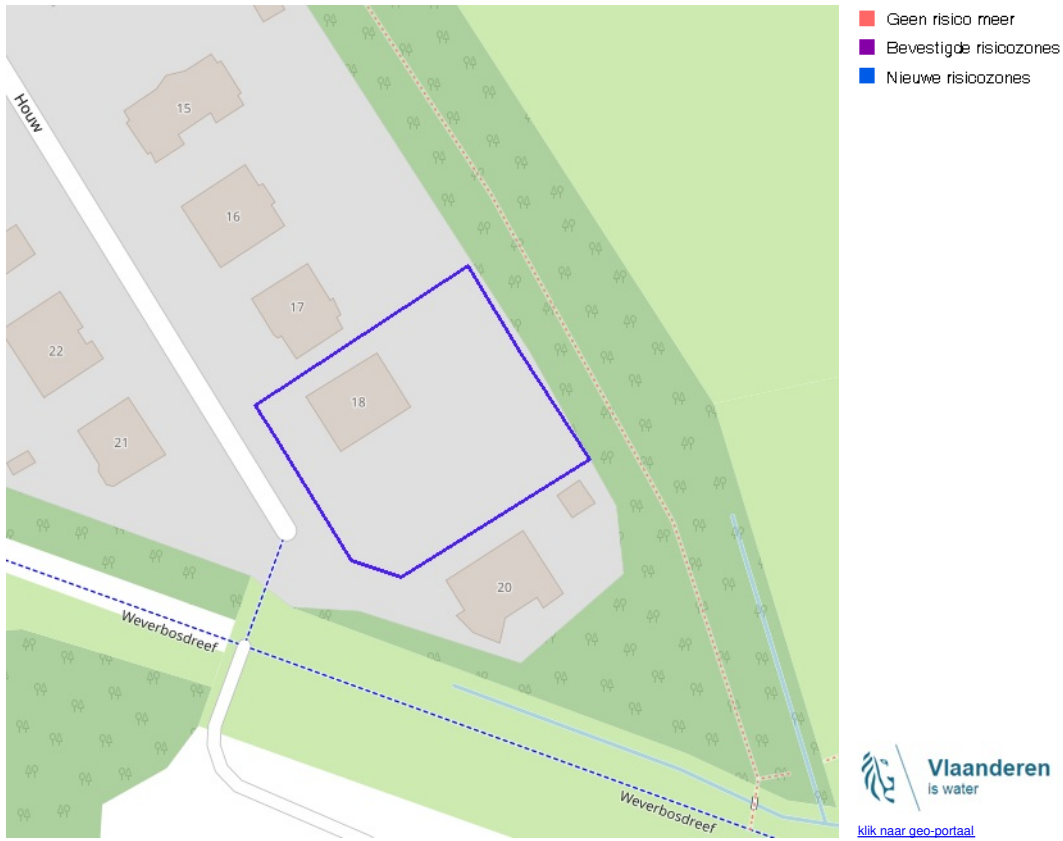 Geen risico meer
Bevestigde risicozones
Nieuwe risicozones
Houw
15
16
17
22
18
21
20
Weverbosdreef
Weverbosdreef
Vlaanderen
is water
klik naar geo-portaal